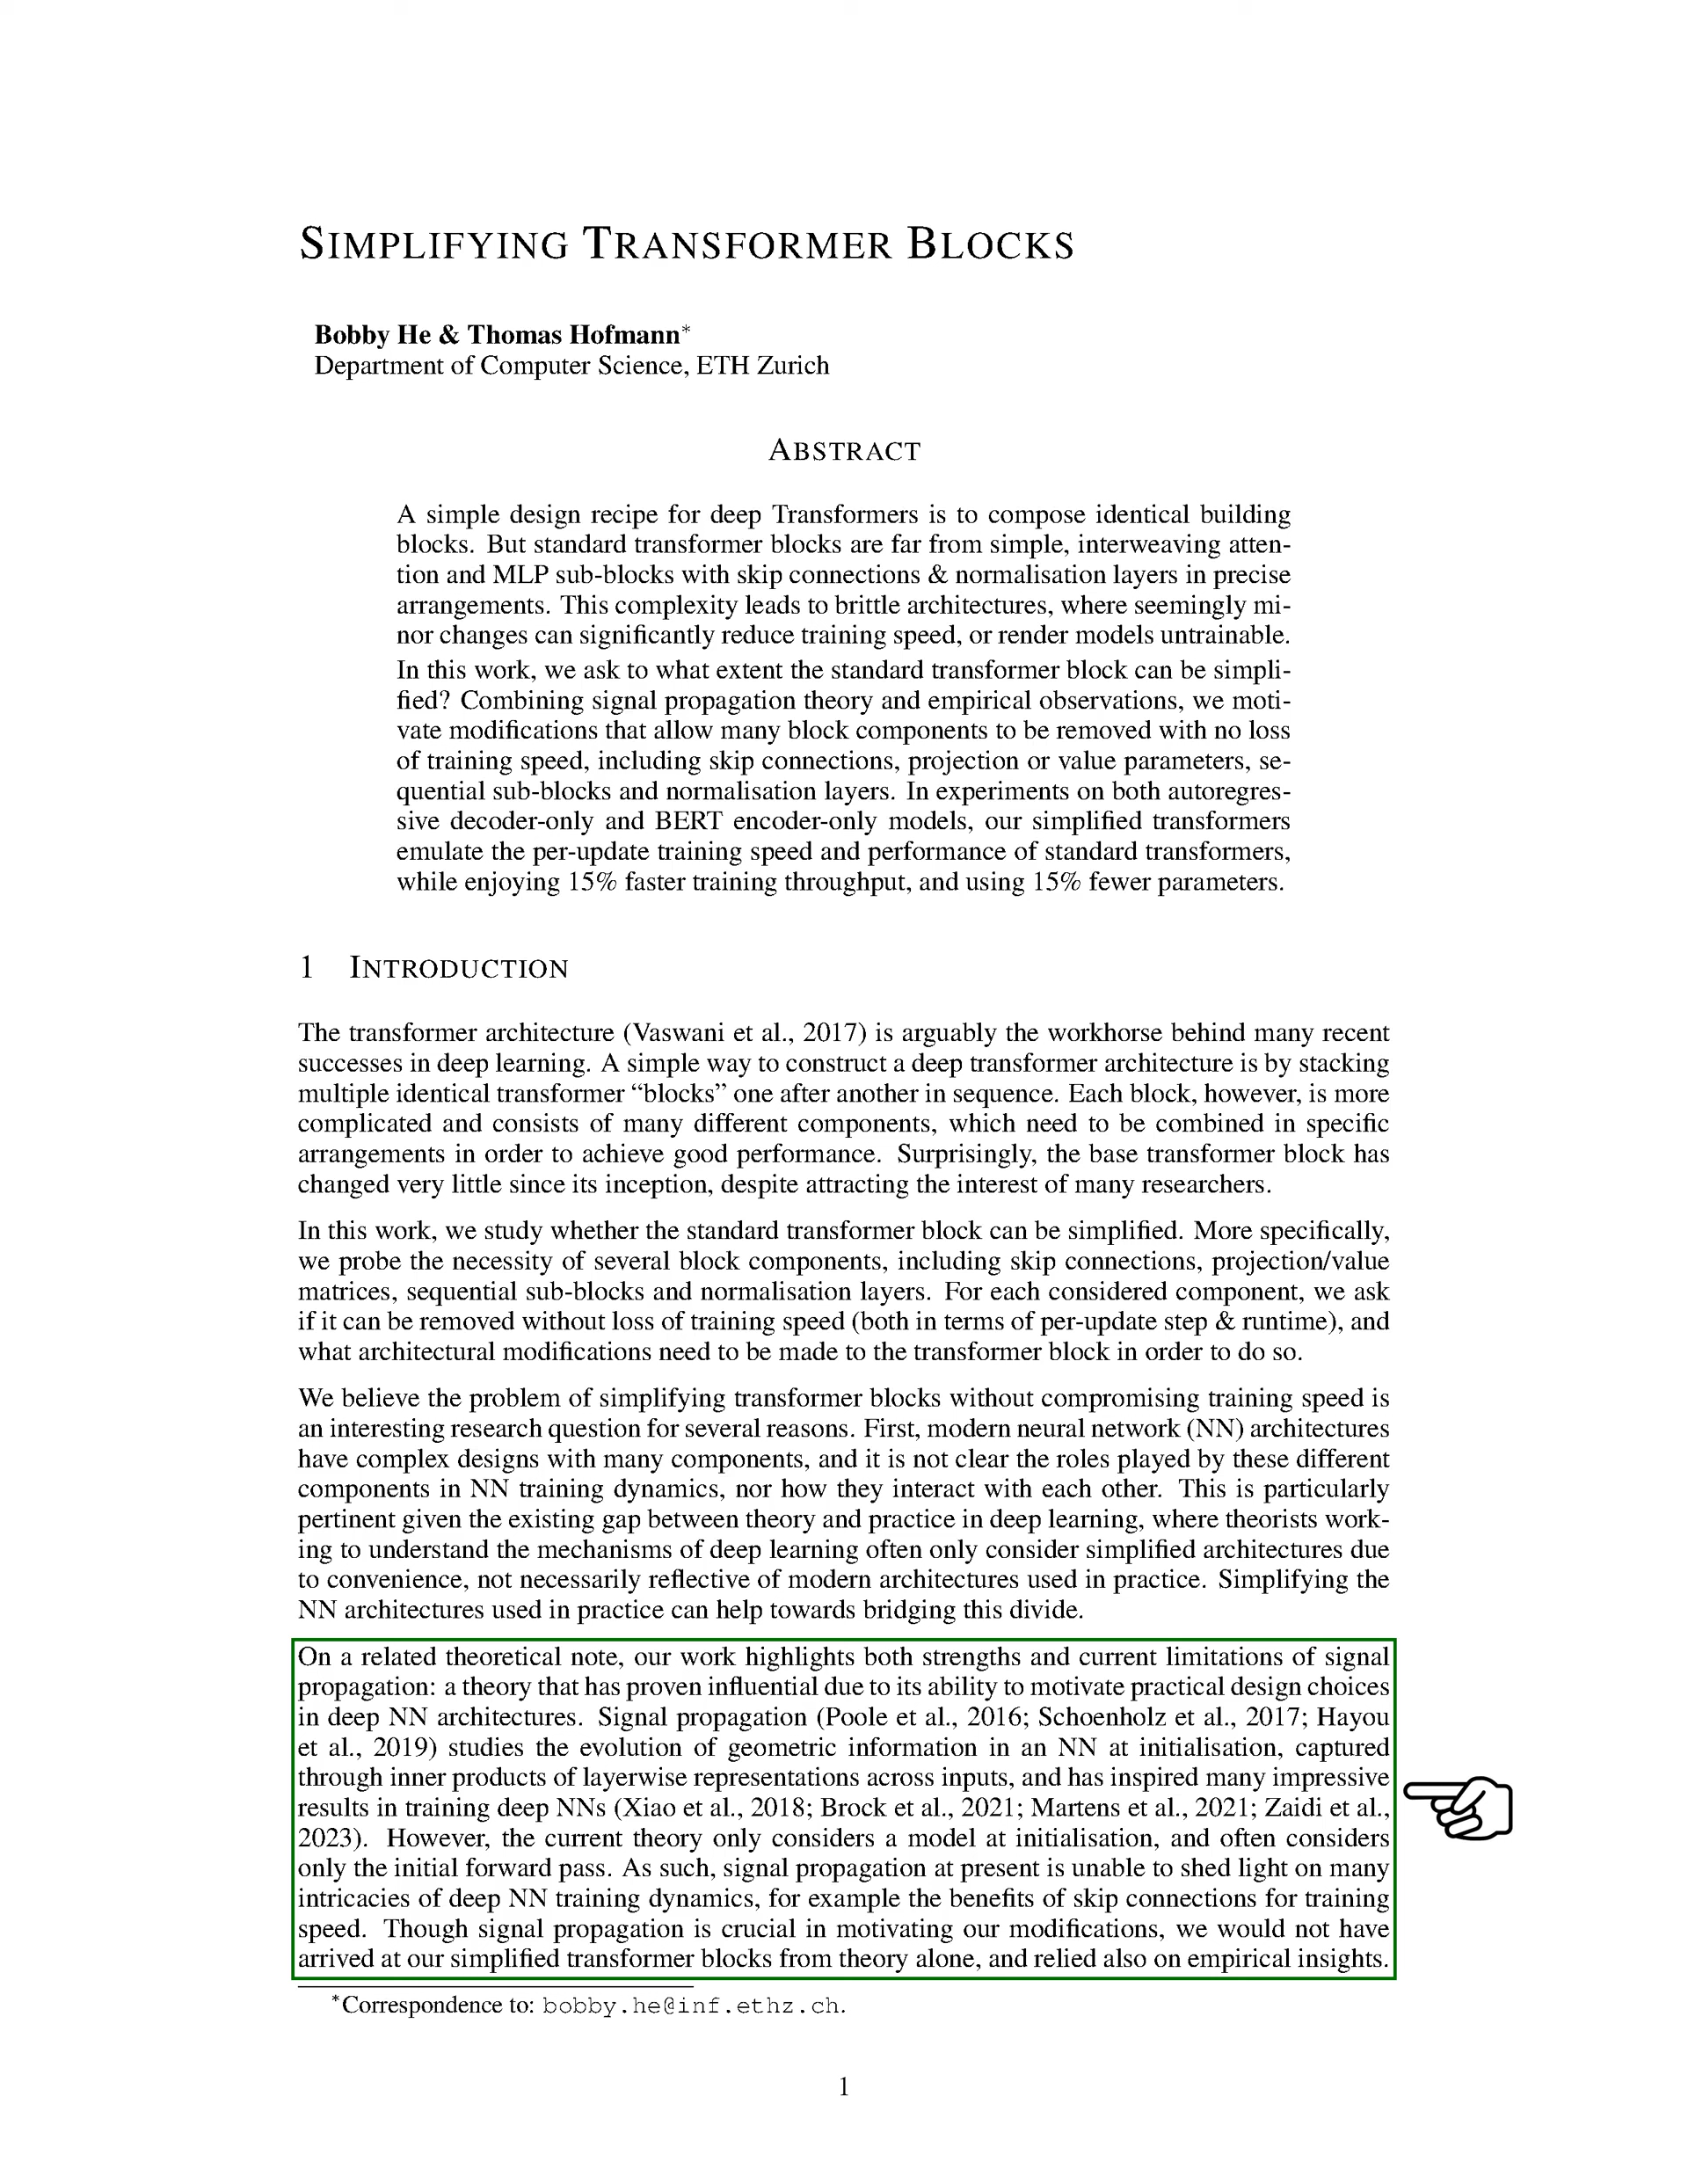 SIMPLIFYING TRANSFORMER BLOCKS
Bobby He & Thomas Hofmann*
Department of Computer Science, ETH Zurich
ABSTRACT
A simple design recipe for deep Transformers is to compose identical building
blocks. But standard transformer blocks are far from simple, interweaving atten-
tion and MLP sub-blocks with skip connections & normalisation layers in precise
arrangements. This complexity leads to brittle architectures, where seemingly mi-
nor changes can significantly reduce training speed, or render models untrainable.
In this work, we ask to what extent the standard transformer block can be simpli-
fied? Combining signal propagation theory and empirical observations, we moti-
vate modifications that allow many block components to be removed with no loss
of training speed, including skip connections, projection or value parameters, se-
quential sub-blocks and normalisation layers. In experiments on both autoregres-
sive decoder-only and BERT encoder-only models, our simplified transformers
emulate the per-update training speed and performance of standard transformers,
while enjoying 15% faster training throughput, and using 15% fewer parameters.
1 INTRODUCTION
The transformer architecture (Vaswani et al., 2017) is arguably the workhorse behind many recent
successes in deep learning. A simple way to construct a deep transformer architecture is by stacking
multiple identical transformer “blocks” one after another in sequence. Each block, however, is more
complicated and consists of many different components, which need to be combined in specific
arrangements in order to achieve good performance. Surprisingly, the base transformer block has
changed very little since its inception, despite attracting the interest of many researchers.
In this work, we study whether the standard transformer block can be simplified. More specifically,
we probe the necessity of several block components, including skip connections, projection/value
matrices, sequential sub-blocks and normalisation layers. For each considered component, we ask
if it can be removed without loss of training speed (both in terms of per-update step & runtime), and
what architectural modifications need to be made to the transformer block in order to do so.
We believe the problem of simplifying transformer blocks without compromising training speed is
an interesting research question for several reasons. First, modern neural network (NN) architectures
have complex designs with many components, and it is not clear the roles played by these different
components in NN training dynamics, nor how they interact with each other. This is particularly
pertinent given the existing gap between theory and practice in deep learning, where theorists work-
ing to understand the mechanisms of deep learning often only consider simplified architectures due
to convenience, not necessarily reflective of modern architectures used in practice. Simplifying the
NN architectures used in practice can help towards bridging this divide.
On a related theoretical note, our work highlights both strengths and current limitations of signal
propagation: a theory that has proven influential due to its ability to motivate practical design choices
in deep NN architectures. Signal propagation (Poole et al., 2016; Schoenholz et al., 2017; Hayou
et al., 2019) studies the evolution of geometric information in an NN at initialisation, captured
through inner products of layerwise representations across inputs, and has inspired many impressive
results in training deep NNs (Xiao et al., 2018; Brock et al., 2021; Martens et al., 2021; Zaidi et al.,
2023). However, the current theory only considers a model at initialisation, and often considers
only the initial forward pass. As such, signal propagation at present is unable to shed light on many
intricacies of deep NN training dynamics, for example the benefits of skip connections for training
speed. Though signal propagation is crucial in motivating our modifications, we would not have
arrived at our simplified transformer blocks from theory alone, and relied also on empirical insights.
*Correspondence to: bobby.he@inf.ethz.ch.
1